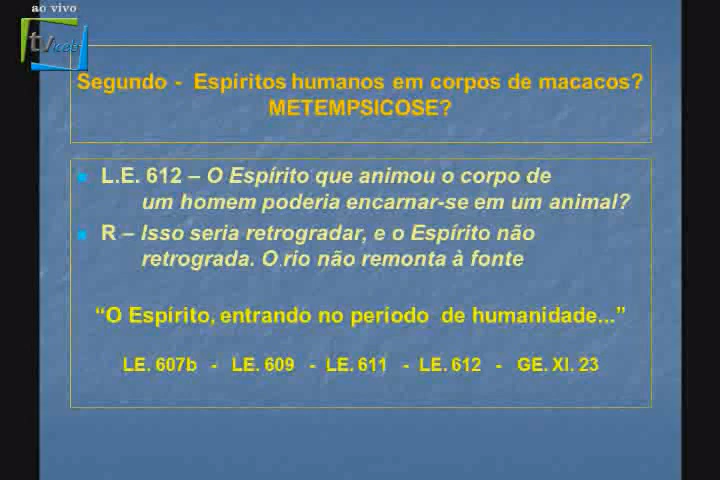 ao vivo
tv web
Segundo - Espíritos humanos em corpos de macacos?
METEMPSICOSE?
L.E. 612 – O Espírito que animou o corpo de
um homem poderia encarnar-se em um animal?
R – Isso seria retrogradar, e o Espírito não
retrograda. O rio não remonta à fonte
“O Espírito, entrando no período de humanidade...”
LE. 607b - LE. 609 - LE. 611 - LE. 612 - GE. XI. 23